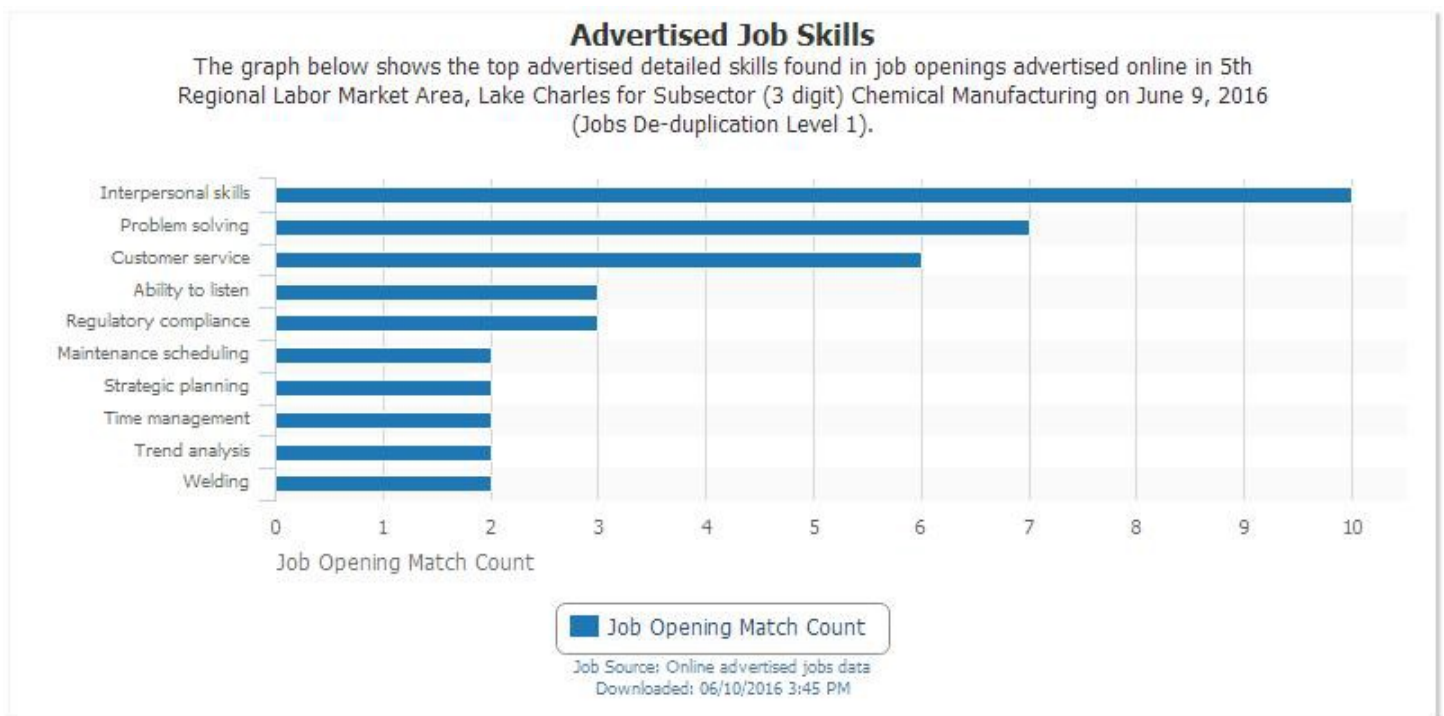 Advertised Job Skills
The graph below shows the top advertised detailed skills found in job openings advertised online in 5th
Regional Labor Market Area, Lake Charles for Subsector (3 digit) Chemical Manufacturing on June 9, 2016
(Jobs De-duplication Level 1).
Interpersonal skills
Problem solving
Customer service
Ability to listen
Regulatory compliance
Maintenance scheduling
Strategic planning
Time management
Trend analysis
Welding
0 1 2 3 4 5 6 7 8 9 10
Job Opening Match Count
Job Opening Match Count
Job Source: Online advertised jobs data
Downloaded: 06/10/2016 3:45 PM